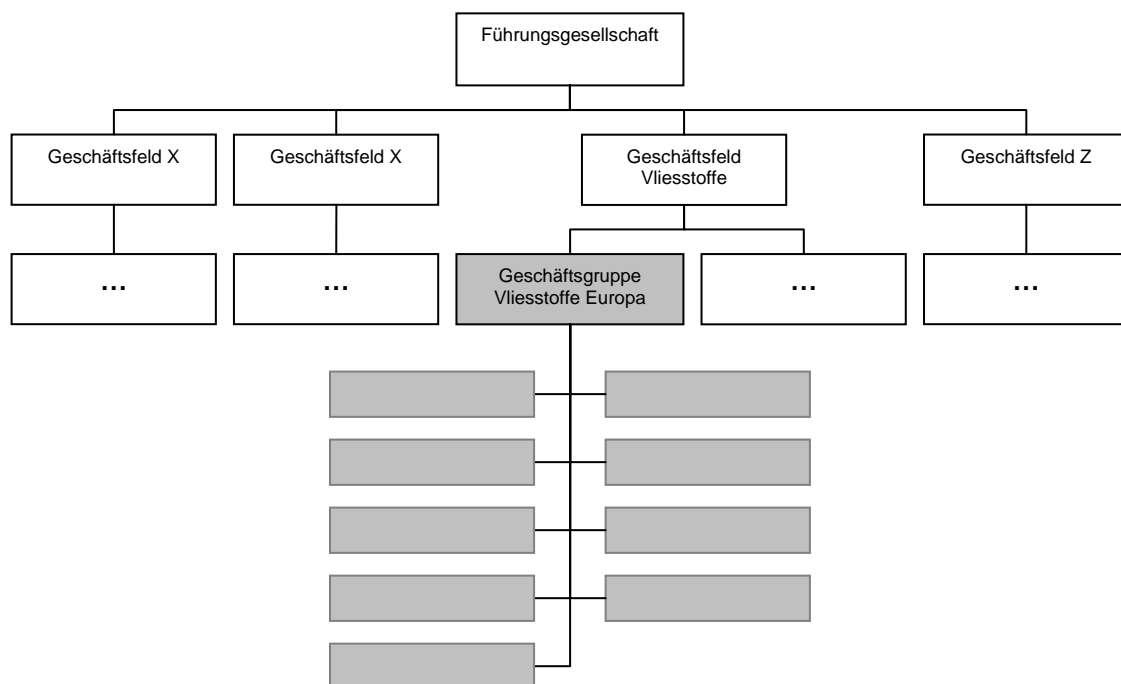 Führungsgesellschaft
Geschäftsfeld X
Geschäftsfeld X
Geschäftsfeld
Vliesstoffe
Geschäftsfeld Z
...
...
Geschäftsgruppe
Vliesstoffe Europa
...
...